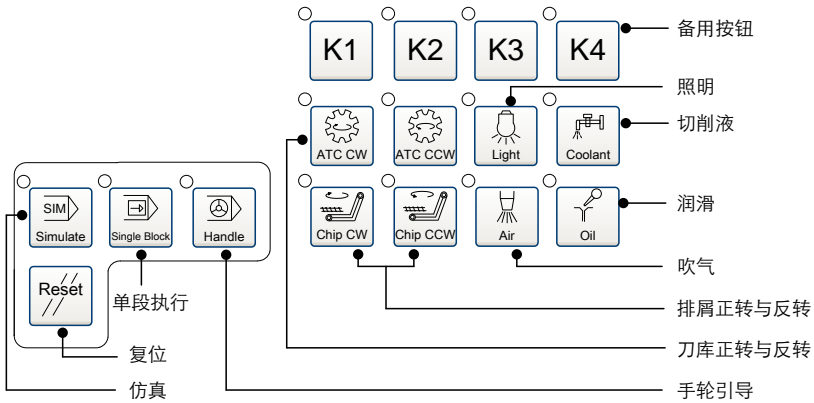 K1 K2 K3 K4 备用按钮
照明
ATC CW ATC CCW Light Coolant 切削液
SIM
Simulate Single Block Handle
Chip CW Chip CCW Air Oil 润滑
吹气
Reset 单段执行 排屑正转与反转
复位 刀库正转与反转
仿真 手轮引导